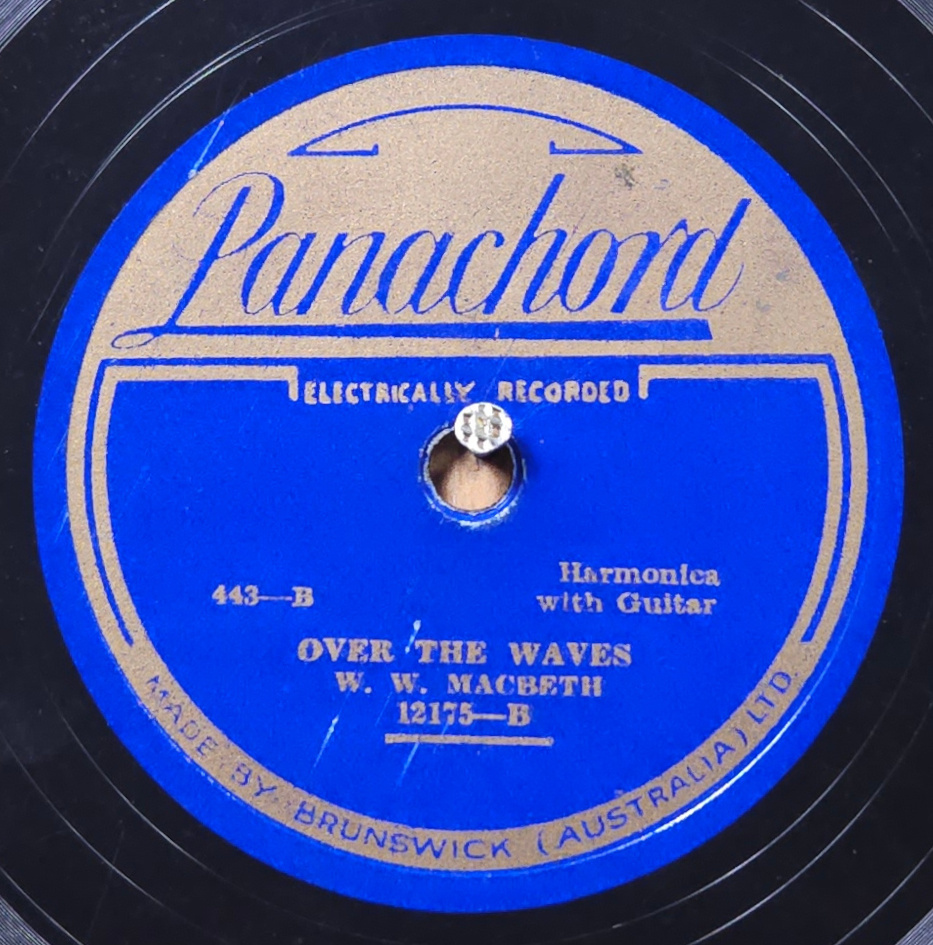 Panachord
ELECTRICALLY RECORDED
Harmonica
443—B with Guitar
OVER THE WAVES
W. W. MACBETH
12175—B
MADE BY BRUNSWICK (AUSTRALIA) LTD.